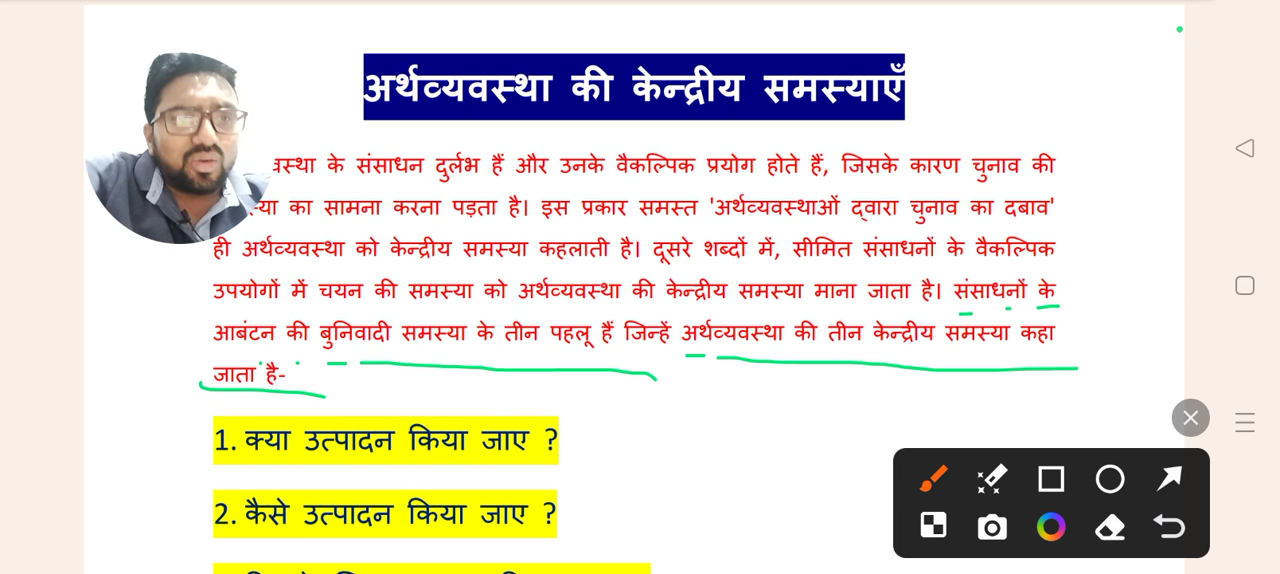 अर्थव्यवस्था की केन्द्रीय समस्याएँ
के संसाधन दुर्लभ हैं और उनके वैकल्पिक प्रयोग होते हैं, जिसके कारण चुनाव की
का सामना करना पड़ता है। इस प्रकार समस्त 'अर्थव्यवस्थाओं द्वारा चुनाव का दबाव'
ही अर्थव्यवस्था को केन्द्रीय समस्या कहलाती है। दूसरे शब्दों में, सीमित संसाधनों के वैकल्पिक
उपयोगों में चयन की समस्या को अर्थव्यवस्था की केन्द्रीय समस्या माना जाता है। संसाधनों के
आबंटन की बुनिवादी समस्या के तीन पहलू हैं जिन्हें अर्थव्यवस्था की तीन केन्द्रीय समस्या कहा
जाता है-
1. क्या उत्पादन किया जाए ?
2. कैसे उत्पादन किया जाए ?